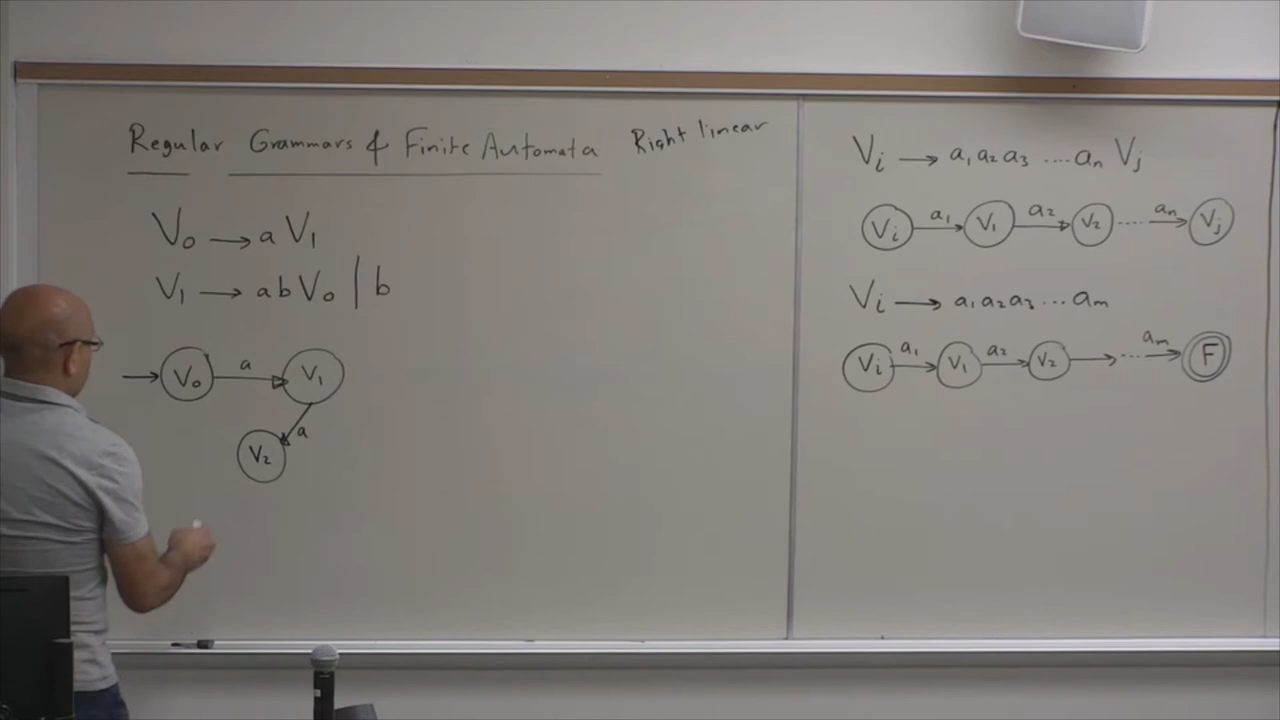 Regular Grammars & Finite Automata Right linear
V₀ → a V₁
V₁ → a b V₀ | b
a
V₀ V₁
a
V₂
Vᵢ → a₁ a₂ a₃ .... aₙ Vⱼ
a₁ a₂ aₙ
Vᵢ V₁ V₂ .... Vⱼ
Vᵢ → a₁ a₂ a₃ ... aₘ
a₁ a₂ aₘ
Vᵢ V₁ V₂ ... F